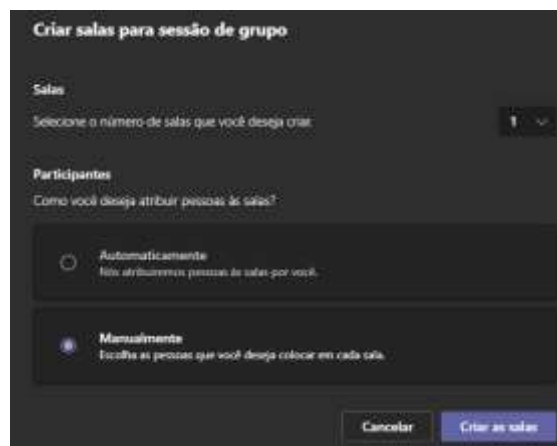 Criar salas para sessão de grupo
Salas
Selecione o número de salas que você deseja criar.
1
Participantes
Como você deseja atribuir pessoas às salas?
Automaticamente
Nós atribuiremos pessoas às salas por você.
Manualmente
Escolha as pessoas que você deseja colocar em cada sala.
Cancelar
Criar as salas